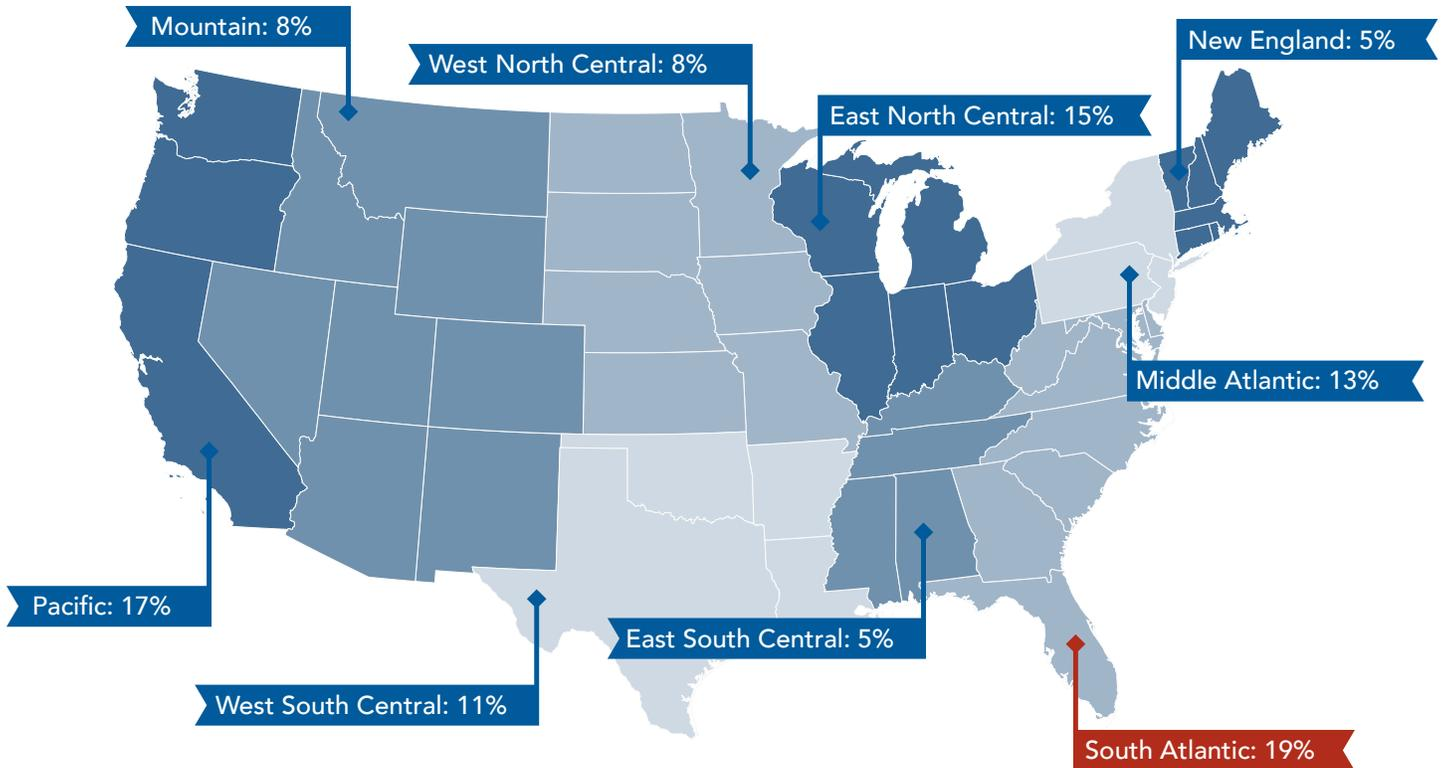 Mountain: 8%
West North Central: 8%
New England: 5%
East North Central: 15%
Middle Atlantic: 13%
Pacific: 17%
East South Central: 5%
West South Central: 11%
South Atlantic: 19%